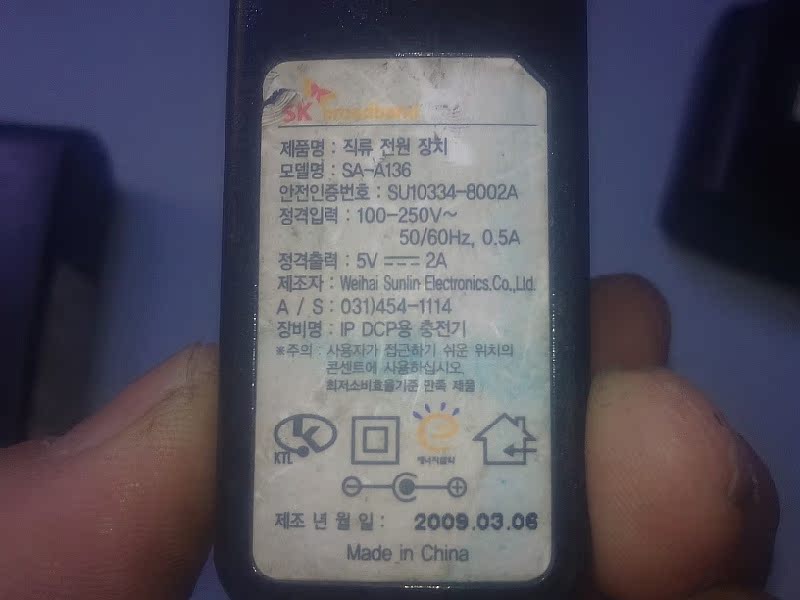 SK broadband
제품명 : 직류 전원 장치
모델명 : SA-A136
안전인증번호 : SU10334-8002A
정격입력 : 100-250V~
50/60Hz, 0.5A
정격출력 : 5V ⎓ 2A
제조자 : Weihai Sunlin Electronics.Co.,Ltd.
A / S : 031)454-1114
장비명 : IP DCP용 충전기
※주의 : 사용자가 접근하기 쉬운 위치의
콘센트에 사용하십시오.
최저소비효율기준 만족 제품
KTL
에너지절약
제조 년 월 일 : 2009.03.06
Made in China